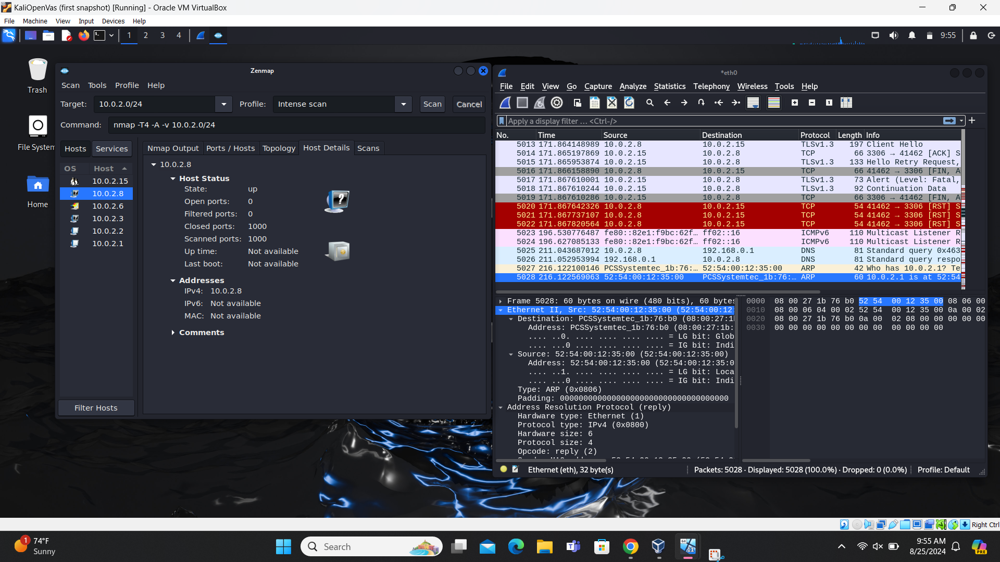 KaliOpenVas (first snapshot) [Running] - Oracle VM VirtualBox
File Machine View Input Devices Help
1 2 3 4
9:55
Trash
File System
Home
Zenmap
Scan Tools Profile Help
Target: 10.0.2.0/24 Profile: Intense scan Scan Cancel
Command: nmap -T4 -A -v 10.0.2.0/24
Hosts Services
OS Host
10.0.2.15
10.0.2.8
10.0.2.6
10.0.2.3
10.0.2.2
10.0.2.1
Filter Hosts
Nmap Output Ports / Hosts Topology Host Details Scans
10.0.2.8
Host Status
State: up
Open ports: 0
Filtered ports: 0
Closed ports: 1000
Scanned ports: 1000
Up time: Not available
Last boot: Not available
Addresses
IPv4: 10.0.2.8
IPv6: Not available
MAC: Not available
Comments
*eth0
File Edit View Go Capture Analyze Statistics Telephony Wireless Tools Help
Apply a display filter ... <Ctrl-/>
No. Time Source Destination Protocol Length Info
5013 171.864148989 10.0.2.8 10.0.2.15 TLSv1.3 197 Client Hello
5014 171.865197869 10.0.2.15 10.0.2.8 TCP 66 3306 → 41462 [ACK] S
5015 171.865953874 10.0.2.15 10.0.2.8 TLSv1.3 133 Hello Retry Request,
5016 171.866158890 10.0.2.8 10.0.2.15 TCP 66 41462 → 3306 [FIN, A
5017 171.867610001 10.0.2.15 10.0.2.8 TLSv1.3 73 Alert (Level: Fatal,
5018 171.867610244 10.0.2.15 10.0.2.8 TLSv1.3 92 Continuation Data
5019 171.867610286 10.0.2.15 10.0.2.8 TCP 66 3306 → 41462 [FIN, A
5020 171.867642326 10.0.2.8 10.0.2.15 TCP 54 41462 → 3306 [RST] S
5021 171.867737107 10.0.2.8 10.0.2.15 TCP 54 41462 → 3306 [RST] S
5022 171.867820564 10.0.2.8 10.0.2.15 TCP 54 41462 → 3306 [RST] S
5023 196.530776487 fe80::82e1:f9bc:62f… ff02::16 ICMPv6 110 Multicast Listener R
5024 196.627085133 fe80::82e1:f9bc:62f… ff02::16 ICMPv6 110 Multicast Listener R
5025 211.043687012 10.0.2.8 192.168.0.1 DNS 81 Standard query 0x463
5026 211.052953994 192.168.0.1 10.0.2.8 DNS 81 Standard query respo
5027 216.122100146 PCSSystemtec_1b:76:… 52:54:00:12:35:00 ARP 42 Who has 10.0.2.1? Te
5028 216.122569063 52:54:00:12:35:00 PCSSystemtec_1b:76:… ARP 60 10.0.2.1 is at 52:54
Frame 5028: 60 bytes on wire (480 bits), 60 bytes
Ethernet II, Src: 52:54:00:12:35:00 (52:54:00:12:
Destination: PCSSystemtec_1b:76:b0 (08:00:27:1
Address: PCSSystemtec_1b:76:b0 (08:00:27:1b:
.... ..0. .... .... .... .... = LG bit: Glob
.... ...0 .... .... .... .... = IG bit: Indi
Source: 52:54:00:12:35:00 (52:54:00:12:35:00)
Address: 52:54:00:12:35:00 (52:54:00:12:35:0
.... ..1. .... .... .... .... = LG bit: Loca
.... ...0 .... .... .... .... = IG bit: Indi
Type: ARP (0x0806)
Padding: 000000000000000000000000000000000000
Address Resolution Protocol (reply)
Hardware type: Ethernet (1)
Protocol type: IPv4 (0x0800)
Hardware size: 6
Protocol size: 4
Opcode: reply (2)
0000 08 00 27 1b 76 b0 52 54 00 12 35 00 08 06 00
0010 08 00 06 04 00 02 52 54 00 12 35 00 0a 00 02
0020 08 00 27 1b 76 b0 0a 00 02 08 00 00 00 00 00
0030 00 00 00 00 00 00 00 00 00 00 00 00
Ethernet (eth), 32 byte(s) Packets: 5028 · Displayed: 5028 (100.0%) · Dropped: 0 (0.0%) Profile: Default
Right Ctrl
1
74°F
Sunny
Search
64
11
PRE
9:55 AM
8/25/2024